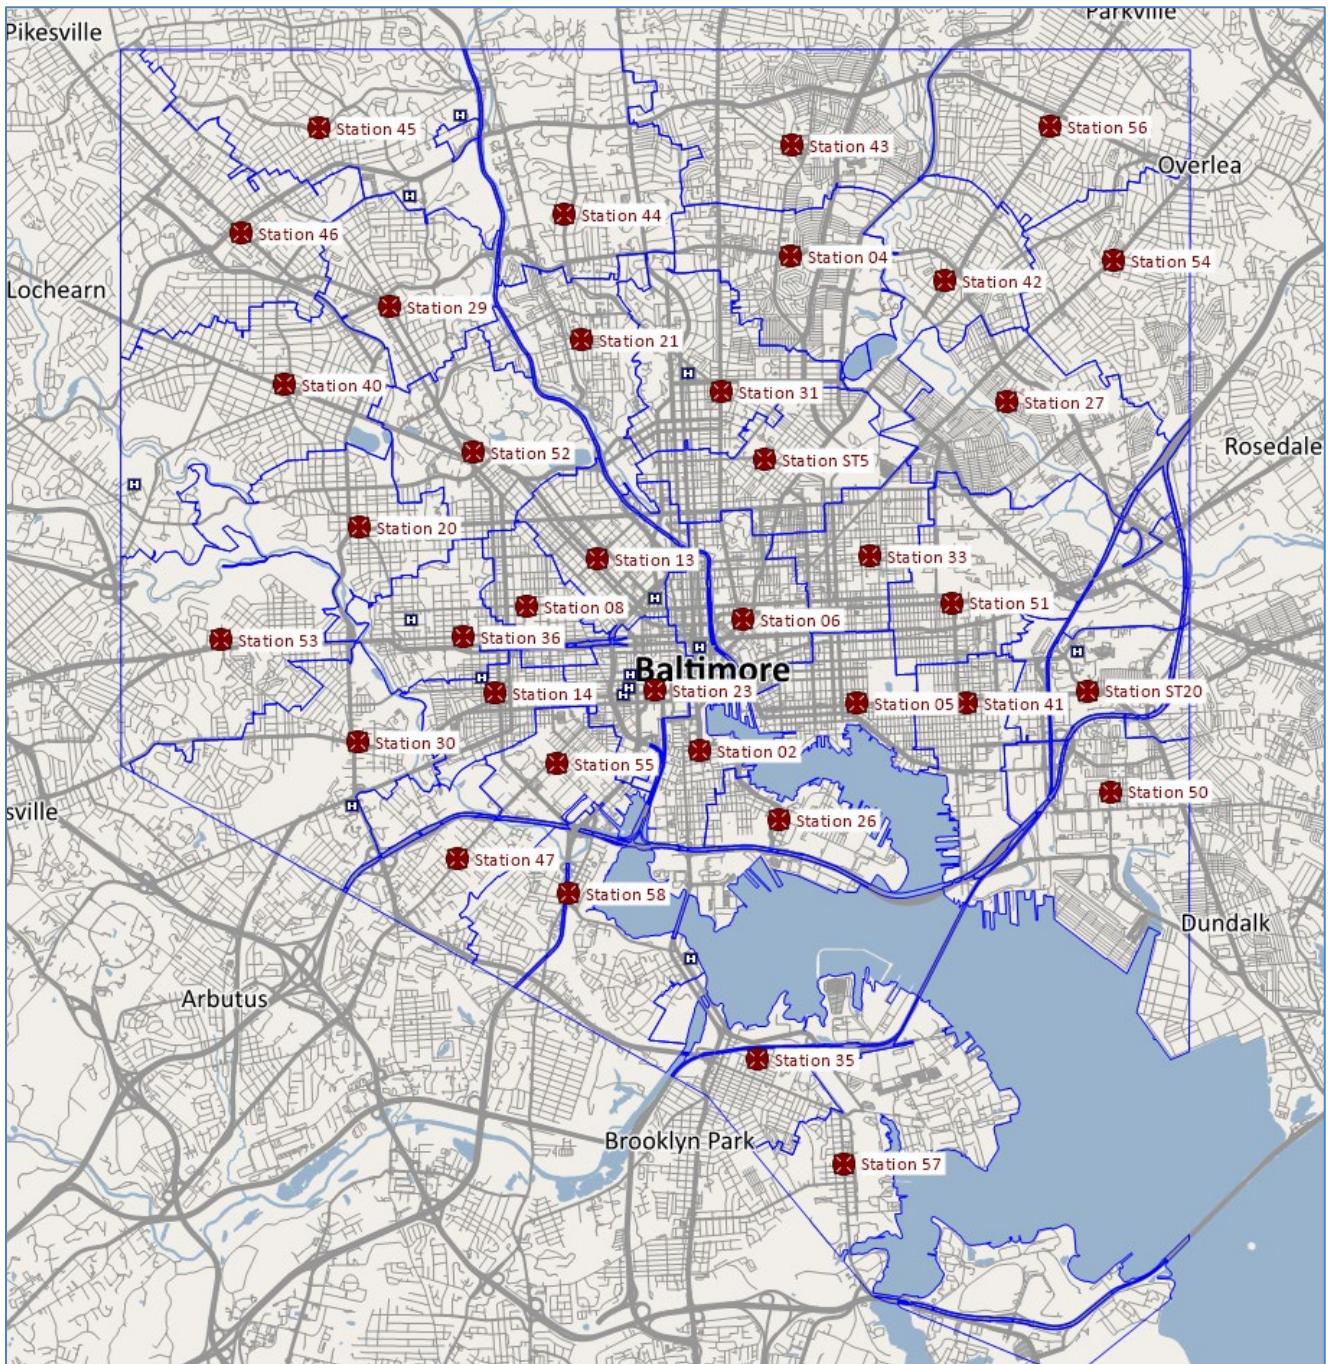 Pikesville
Parkville
Station 45
H
Station 56
Station 43
Overlea
H
Station 44
Station 46
Station 04
Station 54
Station 42
Lochearn
Station 29
Station 21
H
Station 40
Station 31
Station 27
Rosedale
Station 52
Station ST5
H
Station 20
Station 13
Station 33
H
Station 08
Station 51
H
Station 06
Station 53
Station 36
H
H
Baltimore
H
H
Station 14
H
H
Station 23
Station ST20
Station 05
Station 41
Station 30
Station 02
Station 55
Station 50
H
sville
Station 26
Station 47
Station 58
Dundalk
H
Arbutus
Station 35
Brooklyn Park
Station 57